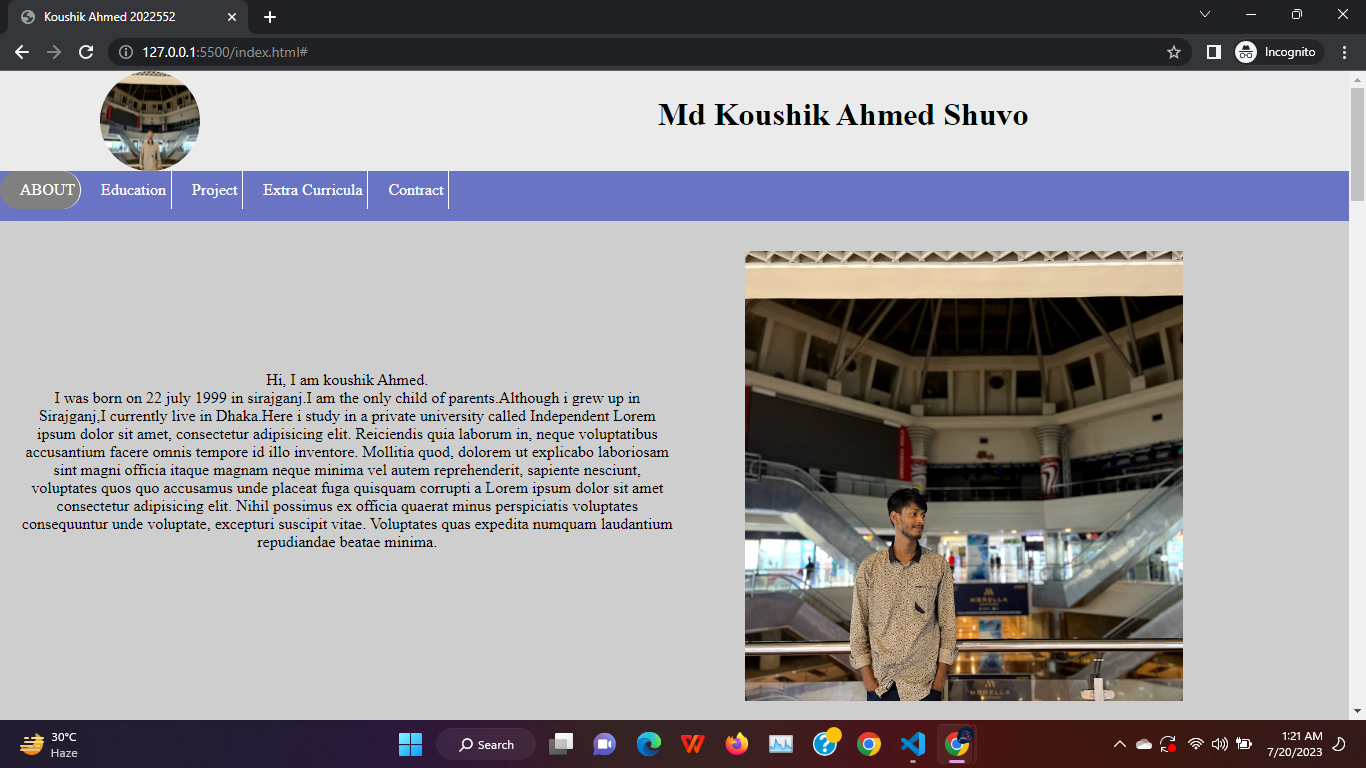 Koushik Ahmed 2022552
127.0.0.1:5500/index.html#
Incognito
Md Koushik Ahmed Shuvo
ABOUT Education Project Extra Curricula Contract
Hi, I am koushik Ahmed.
I was born on 22 july 1999 in sirajganj.I am the only child of parents.Although i grew up in
Sirajganj,I currently live in Dhaka.Here i study in a private university called Independent Lorem
ipsum dolor sit amet, consectetur adipisicing elit. Reiciendis quia laborum in, neque voluptatibus
accusantium facere omnis tempore id illo inventore. Mollitia quod, dolorem ut explicabo laboriosam
sint magni officia itaque magnam neque minima vel autem reprehenderit, sapiente nesciunt,
voluptates quos quo accusamus unde placeat fuga quisquam corrupti a Lorem ipsum dolor sit amet
consectetur adipisicing elit. Nihil possimus ex officia quaerat minus perspiciatis voluptates
consequuntur unde voluptate, excepturi suscipit vitae. Voluptates quas expedita numquam laudantium
repudiandae beatae minima.
30°C
Haze
Search
1:21 AM
7/20/2023